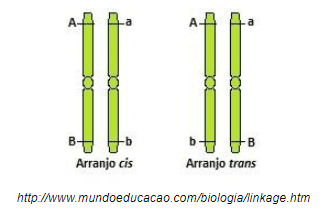 A a A a
B b b B
Arranjo cis Arranjo trans
http://www.mundoeducacao.com/biologia/linkage.htm